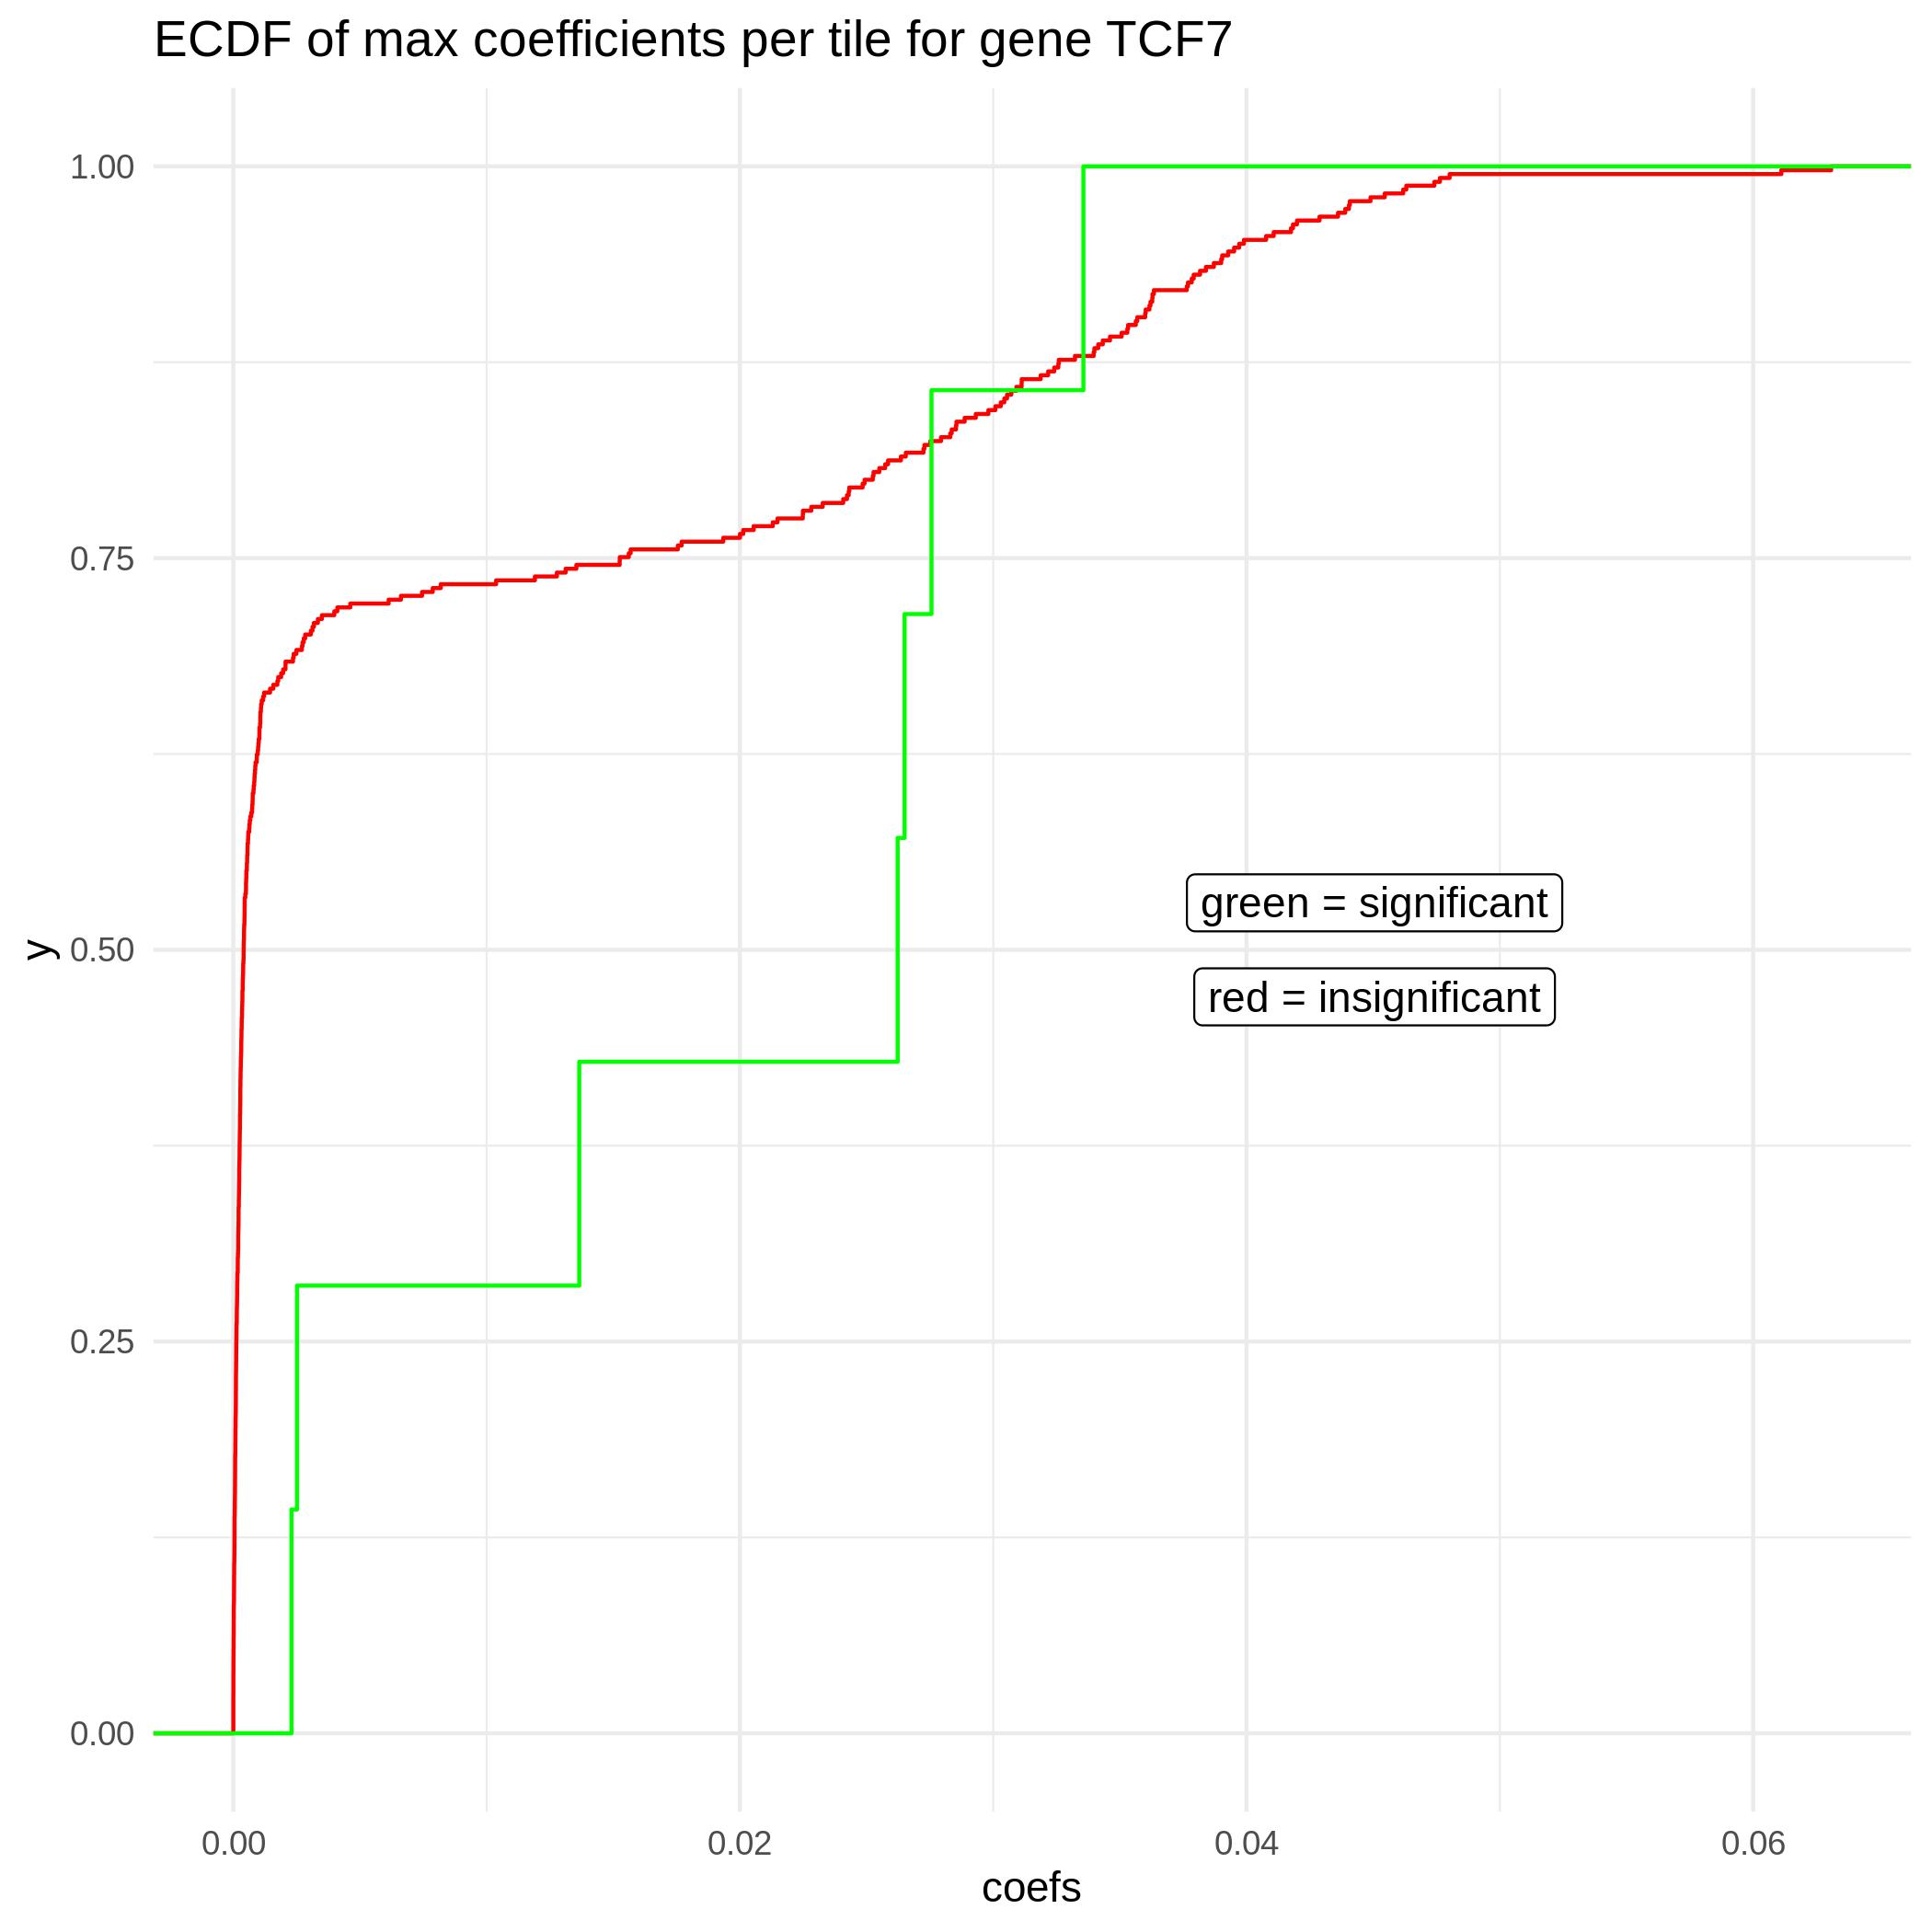 ECDF of max coefficients per tile for gene TCF7
1.00
0.75
0.50
0.25
0.00
y
green = significant
red = insignificant
0.00 0.02 0.04 0.06
coefs